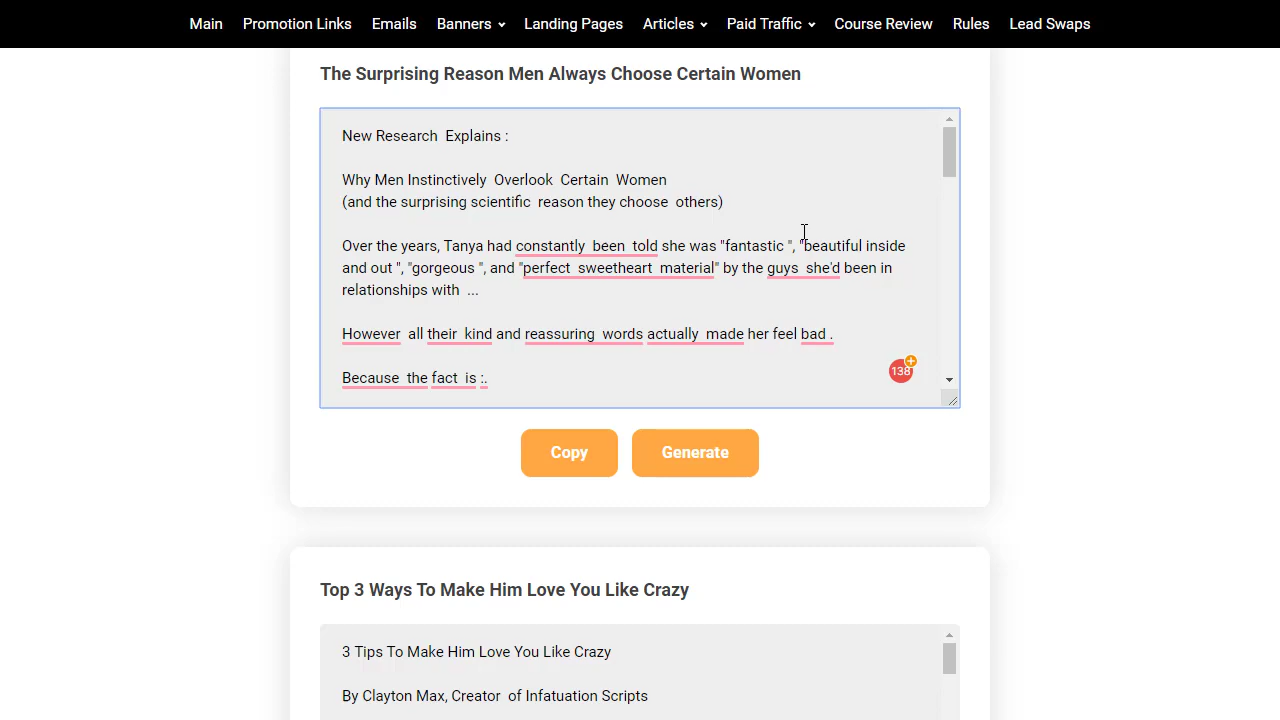 Main Promotion Links Emails Banners Landing Pages Articles Paid Traffic Course Review Rules Lead Swaps
The Surprising Reason Men Always Choose Certain Women
New Research  Explains :
Why Men Instinctively  Overlook  Certain  Women
(and the surprising scientific  reason they choose  others)
Over the years, Tanya had constantly  been  told she was "fantastic ", "beautiful inside
and out ", "gorgeous ", and "perfect  sweetheart  material" by the guys  she'd been in
relationships with  ...
However  all their  kind and reassuring  words actually  made her feel bad .
Because  the fact  is :.
138
Copy Generate
Top 3 Ways To Make Him Love You Like Crazy
3 Tips To Make Him Love You Like Crazy
By Clayton Max, Creator  of Infatuation Scripts